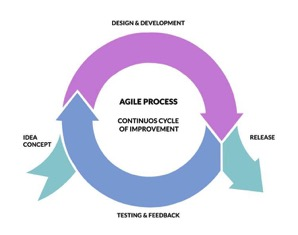 DESIGN & DEVELOPMENT
AGILE PROCESS
CONTINUOS CYCLE
OF IMPROVEMENT
IDEA
CONCEPT
RELEASE
TESTING & FEEDBACK